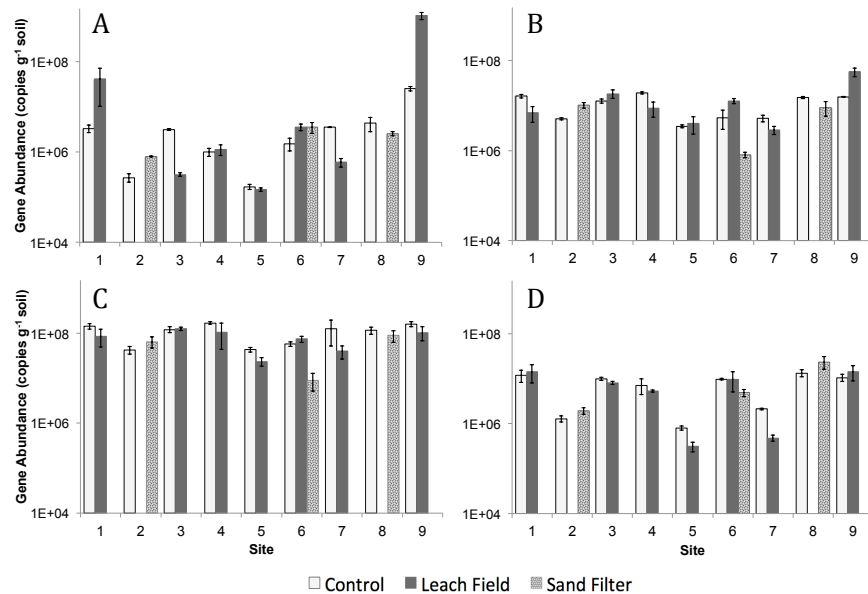 A
B
Gene Abundance (copies g⁻¹ soil)
1E+08
1E+06
1E+04
1E+08
1E+06
1E+04
1 2 3 4 5 6 7 8 9
1 2 3 4 5 6 7 8 9
C
D
Gene Abundance (copies g⁻¹ soil)
1E+08
1E+06
1E+04
1E+08
1E+06
1E+04
1 2 3 4 5 6 7 8 9
1 2 3 4 5 6 7 8 9
Site
Site
Control Leach Field Sand Filter